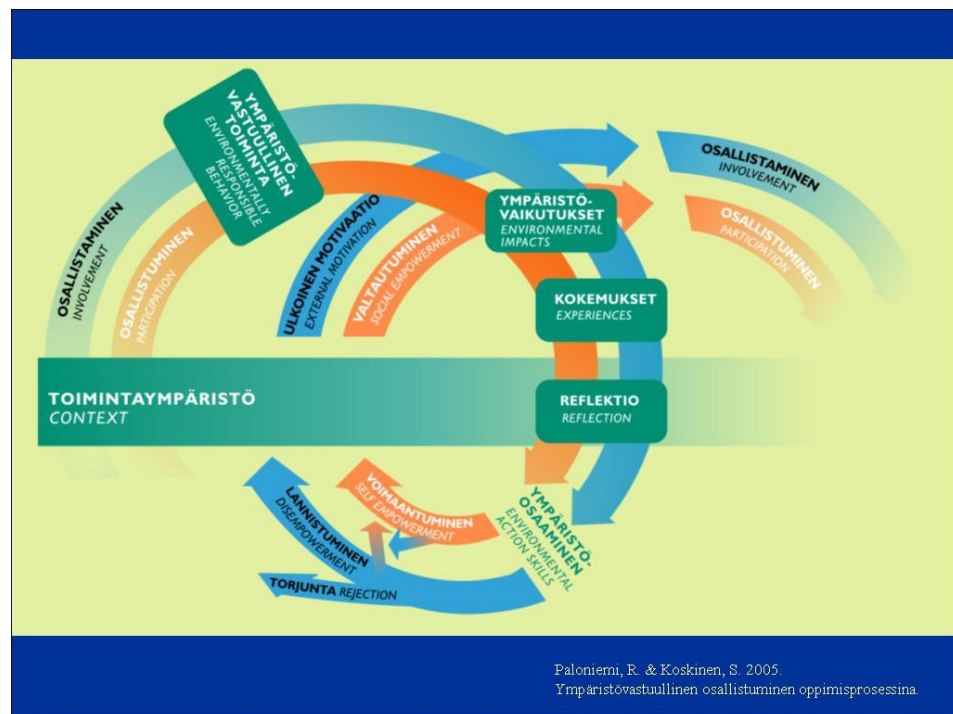 YMPÄRISTÖ-
VASTUULLINEN
TOIMINTA
ENVIRONMENTALLY
RESPONSIBLE
BEHAVIOR
OSALLISTAMINEN
INVOLVEMENT
OSALLISTUMINEN
PARTICIPATION
ULKOINEN MOTIVAATIO
EXTERNAL MOTIVATION
VALTAUTUMINEN
SOCIAL EMPOWERMENT
YMPÄRISTÖ-
VAIKUTUKSET
ENVIRONMENTAL
IMPACTS
OSALLISTAMINEN
INVOLVEMENT
OSALLISTUMINEN
PARTICIPATION
KOKEMUKSET
EXPERIENCES
TOIMINTAYMPÄRISTÖ
CONTEXT
REFLEKTIO
REFLECTION
LANNISTUMINEN
DISEMPOWERMENT
VOIMAANTUMINEN
SELF EMPOWERMENT
YMPÄRISTÖ-
OSAAMINEN
ENVIRONMENTAL
ACTION SKILLS
TORJUNTA REJECTION
Paloniemi, R. & Koskinen, S. 2005.
Ympäristövastuullinen osallistuminen oppimisprosessina.